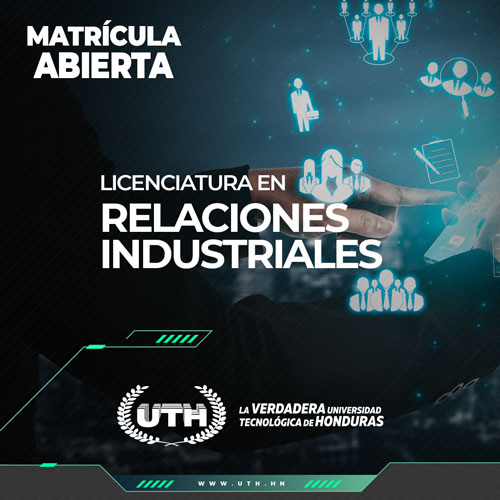 MATRÍCULA
ABIERTA
LICENCIATURA EN
RELACIONES
INDUSTRIALES
UTH
LA VERDADERA UNIVERSIDAD
TECNOLÓGICA DE HONDURAS
WWW.UTH.HN